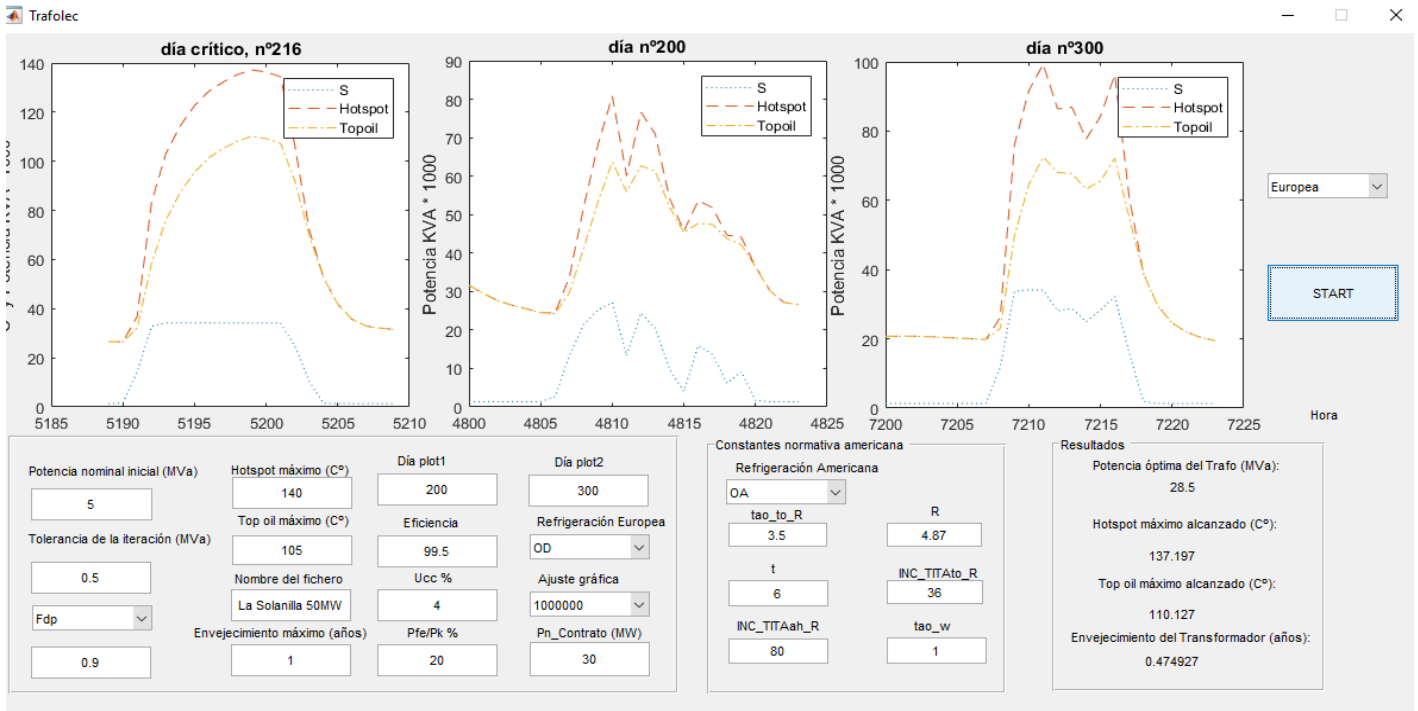 Trafolec
día crítico, nº216
140
120
100
80
60
40
20
0
5185
5190
5195
5200
5205
5210
S
Hotspot
Topoil
día nº200
Potencia KVA * 1000
90
80
70
60
50
40
30
20
10
0
4800
4805
4810
4815
4820
4825
S
Hotspot
Topoil
día nº300
Potencia KVA * 1000
100
80
60
40
20
0
7200
7205
7210
7215
7220
7225
S
Hotspot
Topoil
Europea
START
Hora
Potencia nominal inicial (MVa)
5
Tolerancia de la iteración (MVa)
0.5
Fdp
0.9
Hotspot máximo (Cº)
140
Top oil máximo (Cº)
105
Nombre del fichero
La Solanilla 50MW
Envejecimiento máximo (años)
1
Día plot1
200
Eficiencia
99.5
Ucc %
4
Pfe/Pk %
20
Día plot2
300
Refrigeración Europea
OD
Ajuste gráfica
1000000
Pn_Contrato (MW)
30
Constantes normativa americana
Refrigeración Americana
OA
tao_to_R
3.5
R
4.87
t
6
INC_TITAto_R
36
INC_TITAah_R
80
tao_w
1
Resultados
Potencia óptima del Trafo (MVa):
28.5
Hotspot máximo alcanzado (Cº):
137.197
Top oil máximo alcanzado (Cº):
110.127
Envejecimiento del Transformador (años):
0.474927